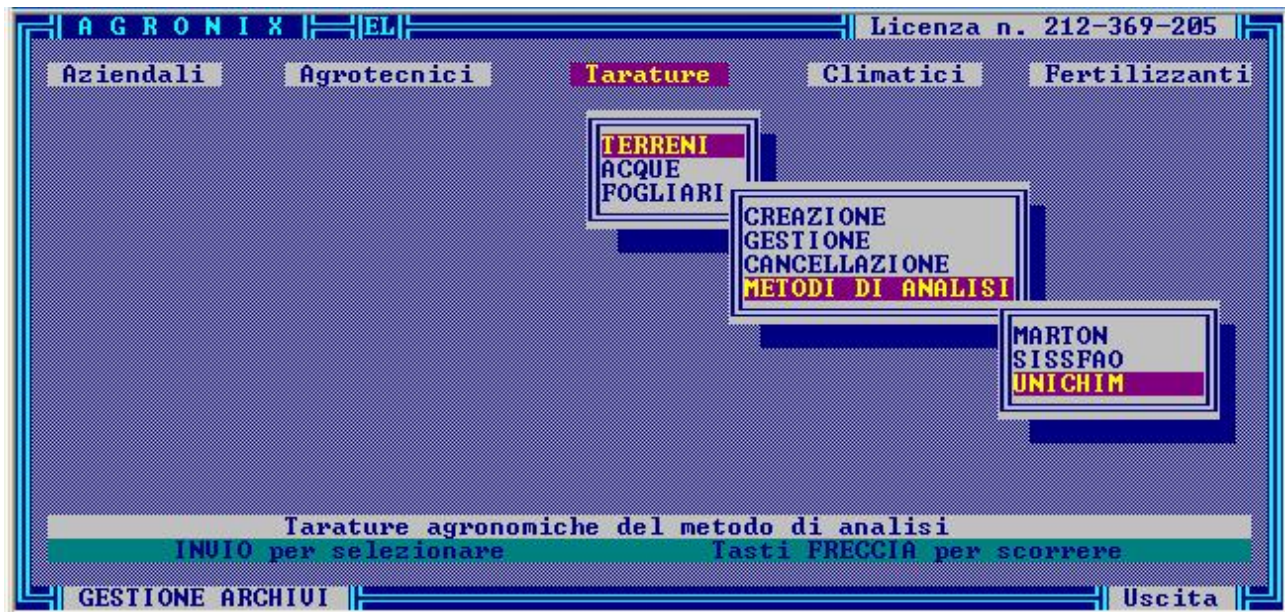 AGRONIX EL Licenza n. 212-369-205
Aziendali Agrotecnici Tarature Climatici Fertilizzanti
TERRENI
ACQUE
FOGLIARI
CREAZIONE
GESTIONE
CANCELLAZIONE
METODI DI ANALISI
MARTON
SISSFAO
UNICHIM
Tarature agronomiche del metodo di analisi
INVIO per selezionare Tasti FRECCIA per scorrere
GESTIONE ARCHIVI Uscita